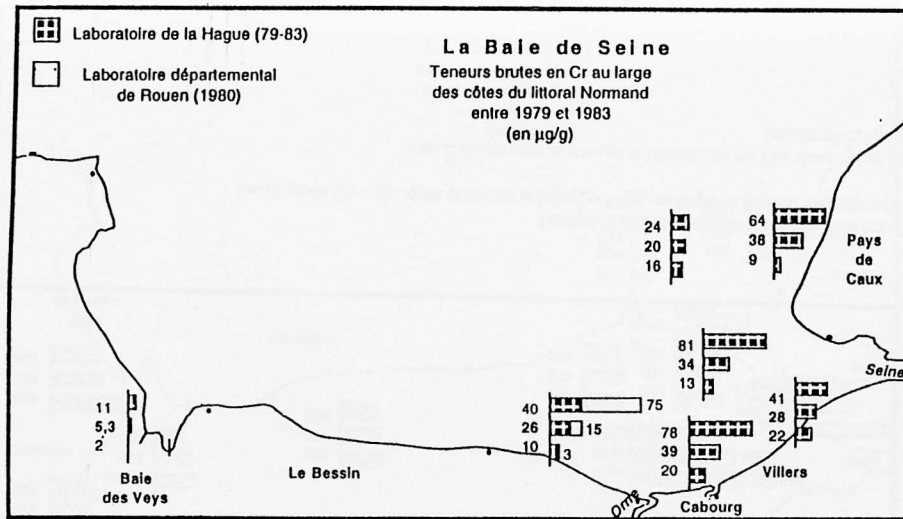 Laboratoire de la Hague (79-83)
Laboratoire départemental
de Rouen (1980)
La Baie de Seine
Teneurs brutes en Cr au large
des côtes du littoral Normand
entre 1979 et 1983
(en µg/g)
24
20
16
64
38
9
Pays
de
Caux
81
34
13
Seine
41
28
22
Villers
11
5,3
2
Baie
des Veys
Le Bessin
40 75
26 15
10 3
78
39
20
Orne
Cabourg